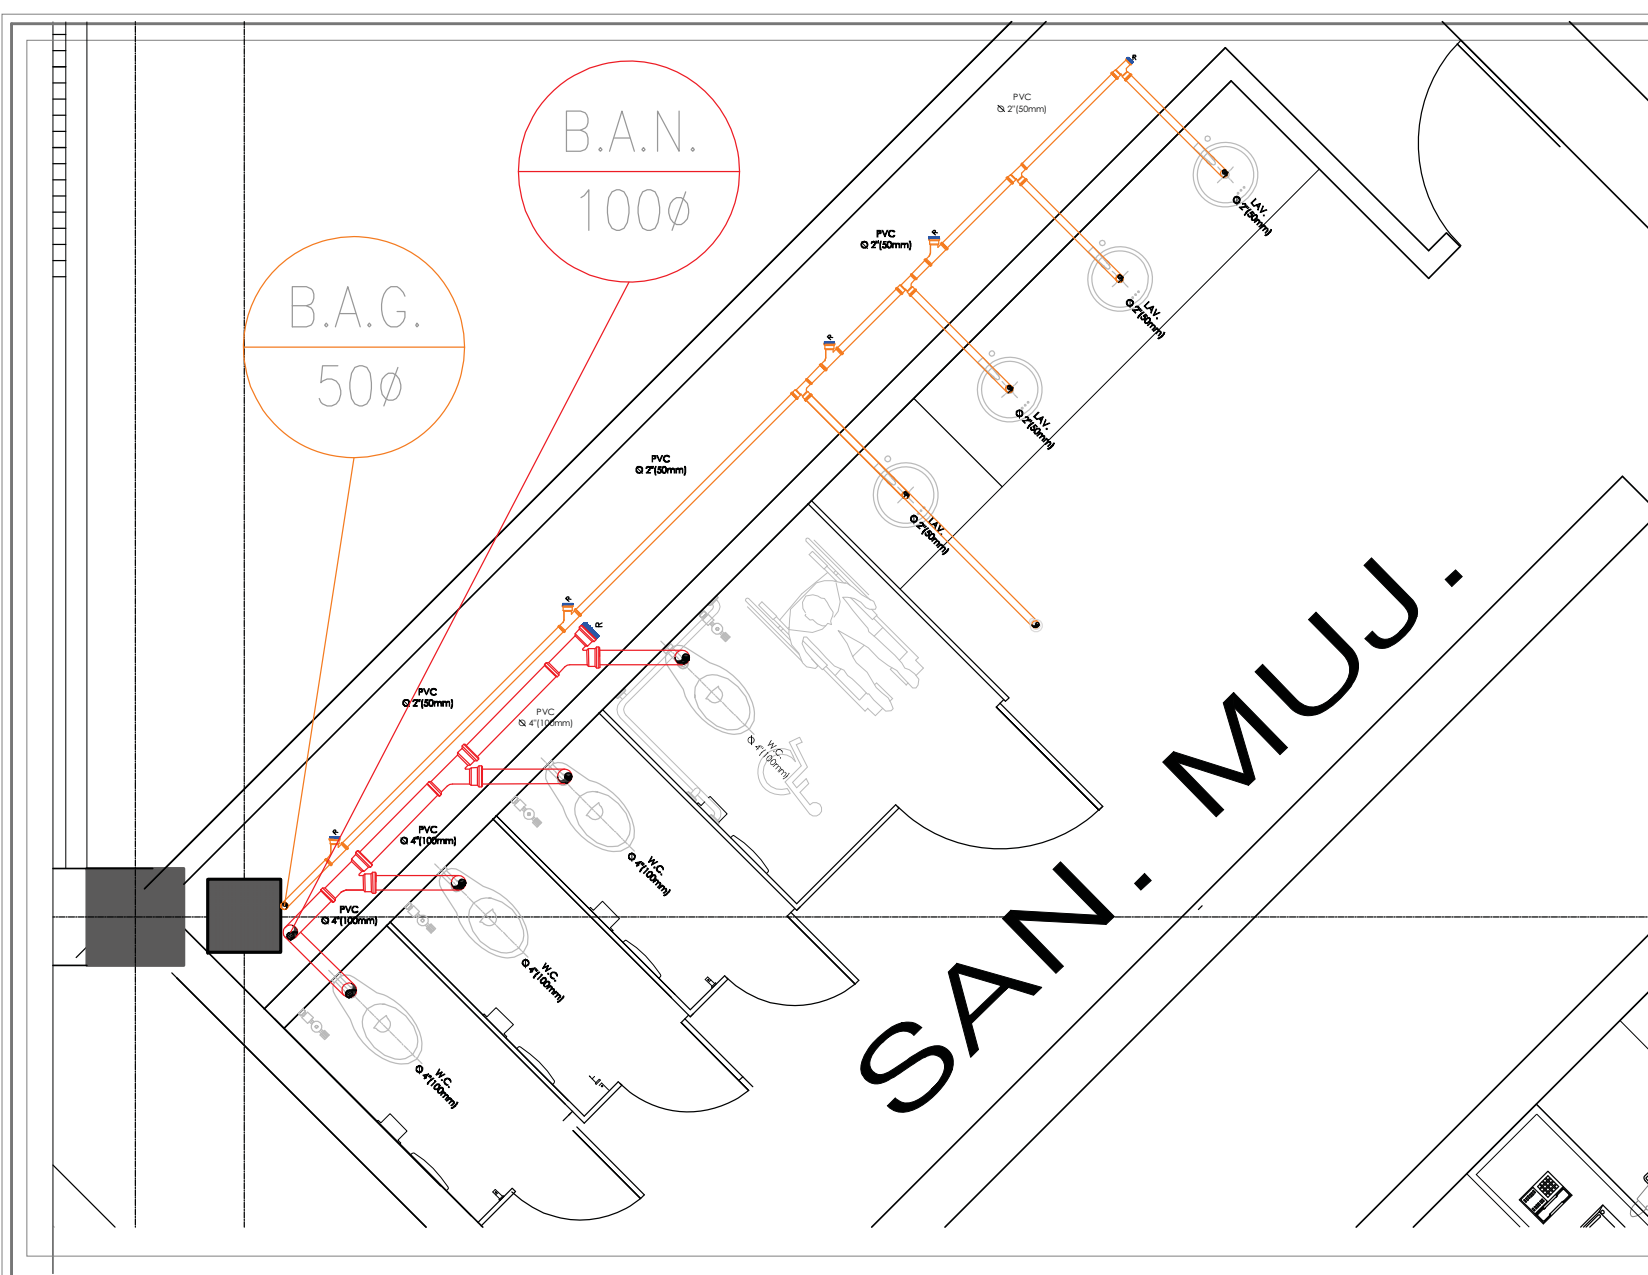 R
PVC
Ø 2"(50mm)
B.A.N.
100ø
LAV.
Ø 2"(50mm)
R
PVC
Ø 2"(50mm)
B.A.G.
50ø
LAV.
Ø 2"(50mm)
R
LAV.
Ø 2"(50mm)
PVC
Ø 2"(50mm)
LAV.
Ø 2"(50mm)
R
R
PVC
Ø 2"(50mm)
PVC
Ø 4"(100mm)
W.C.
Ø 4"(100mm)
SAN. MUJ.
R
PVC
Ø 4"(100mm)
W.C.
Ø 4"(100mm)
PVC
Ø 4"(100mm)
W.C.
Ø 4"(100mm)
W.C.
Ø 4"(100mm)